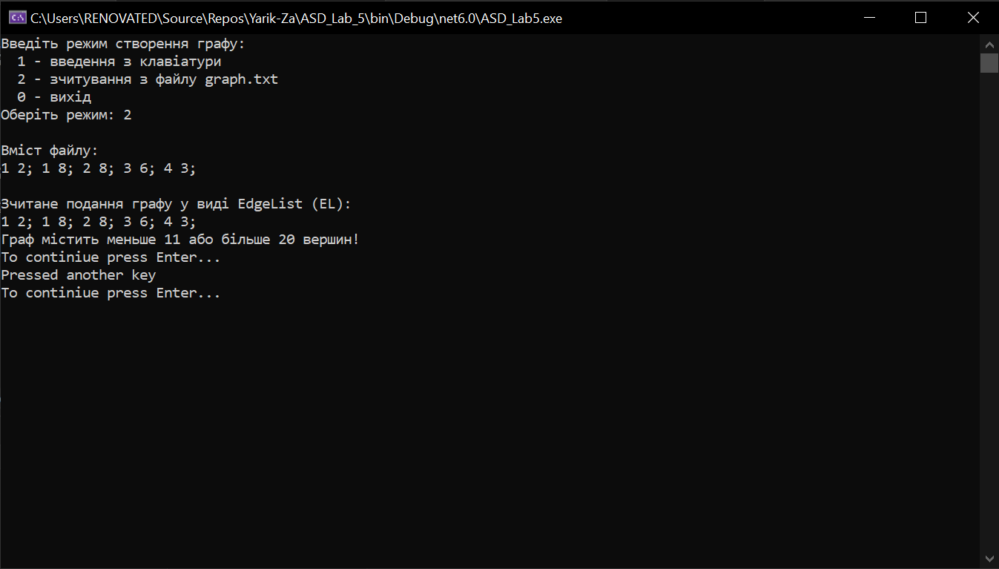 C:\Users\RENOVATED\Source\Repos\Yarik-Za\ASD_Lab_5\bin\Debug\net6.0\ASD_Lab5.exe
Введіть режим створення графу:
  1 - введення з клавіатури
  2 - зчитування з файлу graph.txt
  0 - вихід
Оберіть режим: 2
Вміст файлу:
1 2; 1 8; 2 8; 3 6; 4 3;
Зчитане подання графу у виді EdgeList (EL):
1 2; 1 8; 2 8; 3 6; 4 3;
Граф містить меньше 11 або більше 20 вершин!
To continiue press Enter...
Pressed another key
To continiue press Enter...